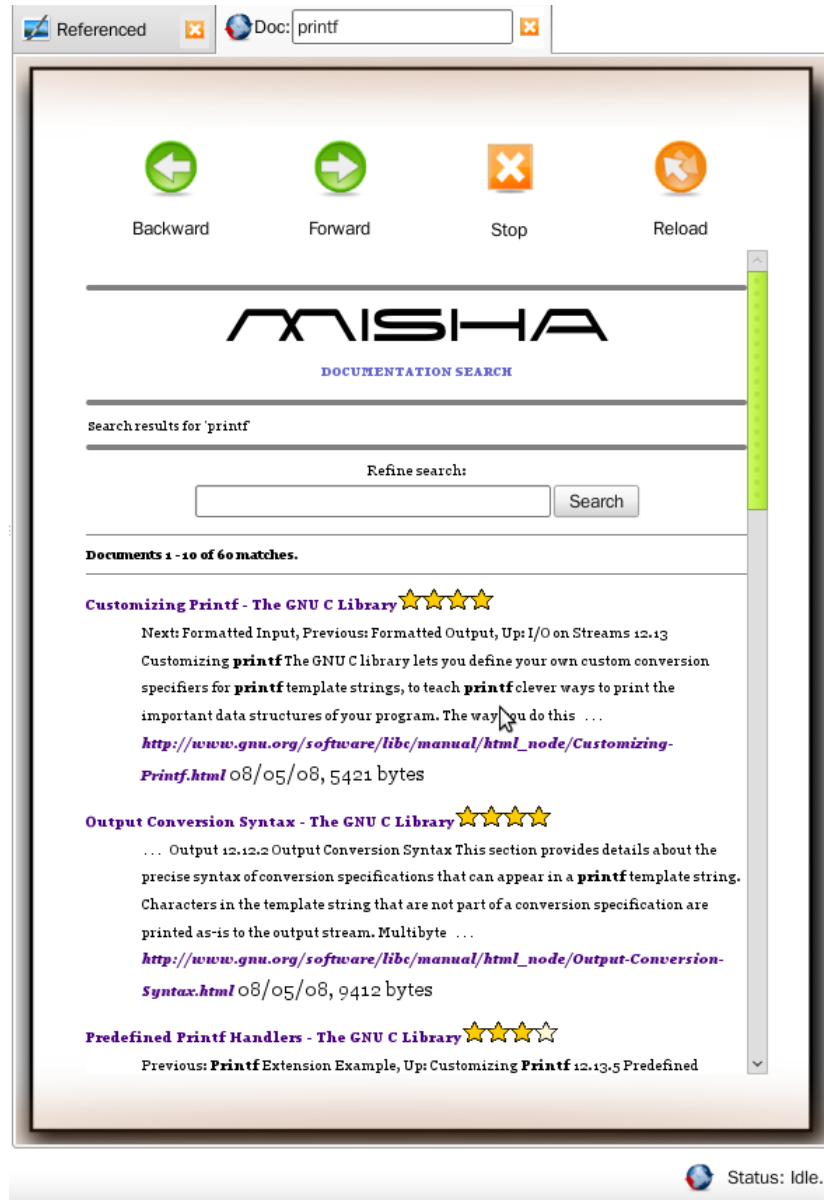 Referenced
Doc: printf
Backward Forward Stop Reload
MISHA
DOCUMENTATION SEARCH
Search results for 'printf'
Refine search:
Search
Documents 1 - 10 of 60 matches.
Customizing Printf - The GNU C Library
Next: Formatted Input, Previous: Formatted Output, Up: I/O on Streams 12.13
Customizing printf The GNU C library lets you define your own custom conversion
specifiers for printf template strings, to teach printf clever ways to print the
important data structures of your program. The way you do this ...
http://www.gnu.org/software/libc/manual/html_node/Customizing-
Printf.html 08/05/08, 5421 bytes
Output Conversion Syntax - The GNU C Library
... Output 12.12.2 Output Conversion Syntax This section provides details about the
precise syntax of conversion specifications that can appear in a printf template string.
Characters in the template string that are not part of a conversion specification are
printed as-is to the output stream. Multibyte ...
http://www.gnu.org/software/libc/manual/html_node/Output-Conversion-
Syntax.html 08/05/08, 9412 bytes
Predefined Printf Handlers - The GNU C Library
Previous: Printf Extension Example, Up: Customizing Printf 12.13.5 Predefined
Status: Idle.